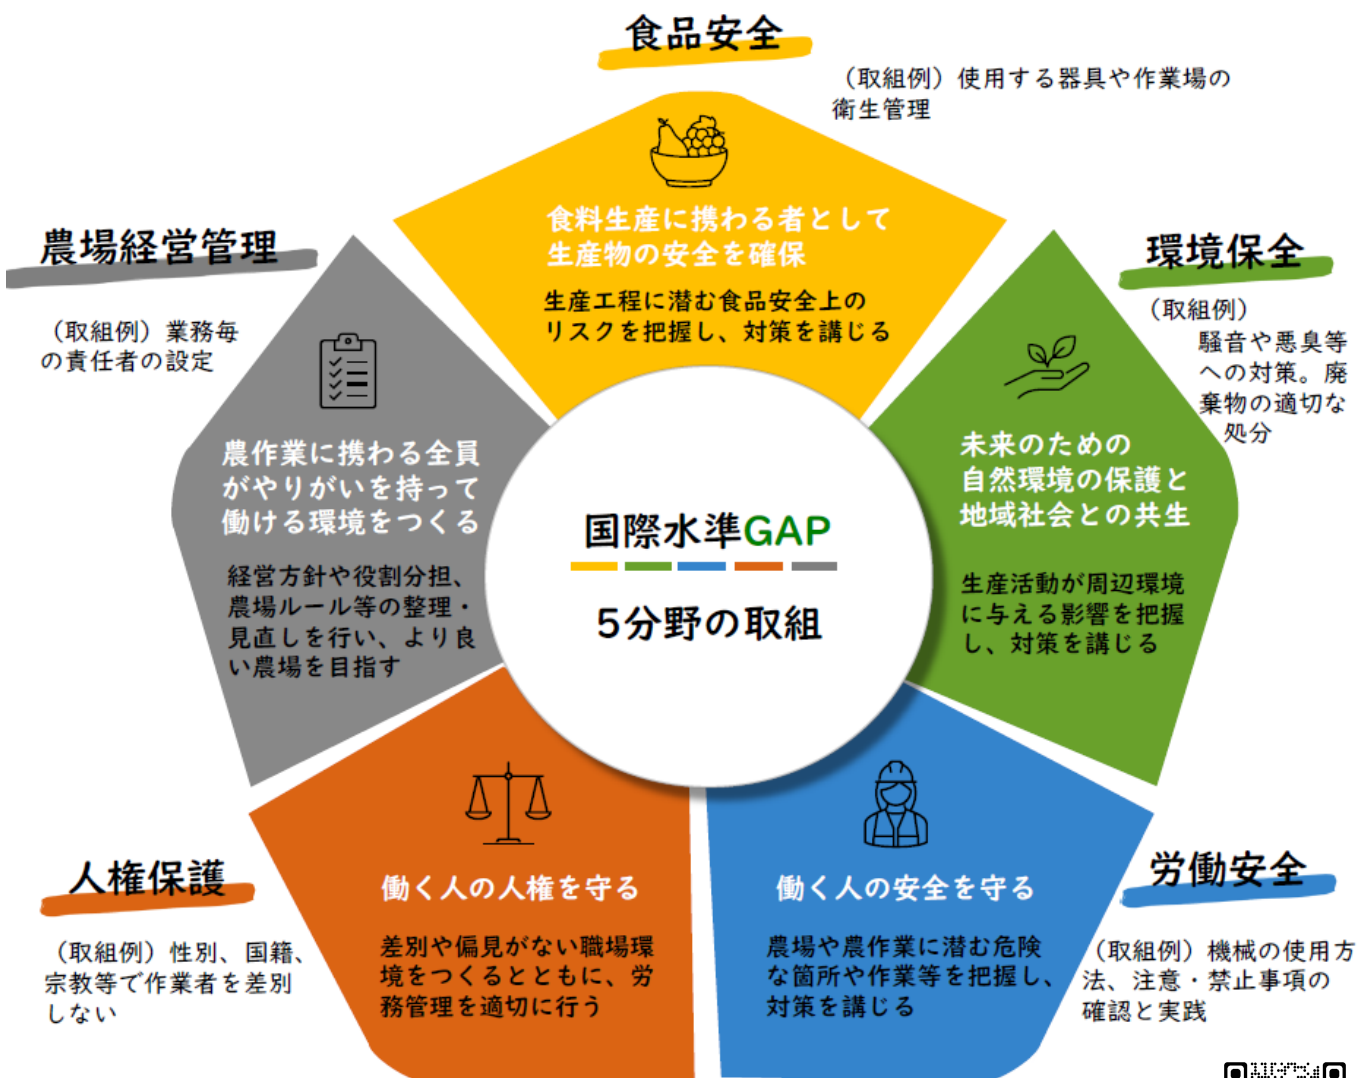 食品安全
（取組例）使用する器具や作業場の
衛生管理
食料生産に携わる者として
生産物の安全を確保
生産工程に潜む食品安全上の
リスクを把握し、対策を講じる
農場経営管理
（取組例）業務毎
の責任者の設定
農作業に携わる全員
がやりがいを持って
働ける環境をつくる
経営方針や役割分担、
農場ルール等の整理・
見直しを行い、より良
い農場を目指す
国際水準GAP
5分野の取組
環境保全
（取組例）
騒音や悪臭等
への対策。廃
棄物の適切な
処分
未来のための
自然環境の保護と
地域社会との共生
生産活動が周辺環境
に与える影響を把握
し、対策を講じる
人権保護
（取組例）性別、国籍、
宗教等で作業者を差別
しない
働く人の人権を守る
差別や偏見がない職場環
境をつくるとともに、労
務管理を適切に行う
働く人の安全を守る
農場や農作業に潜む危険
な箇所や作業等を把握し、
対策を講じる
労働安全
（取組例）機械の使用方
法、注意・禁止事項の
確認と実践